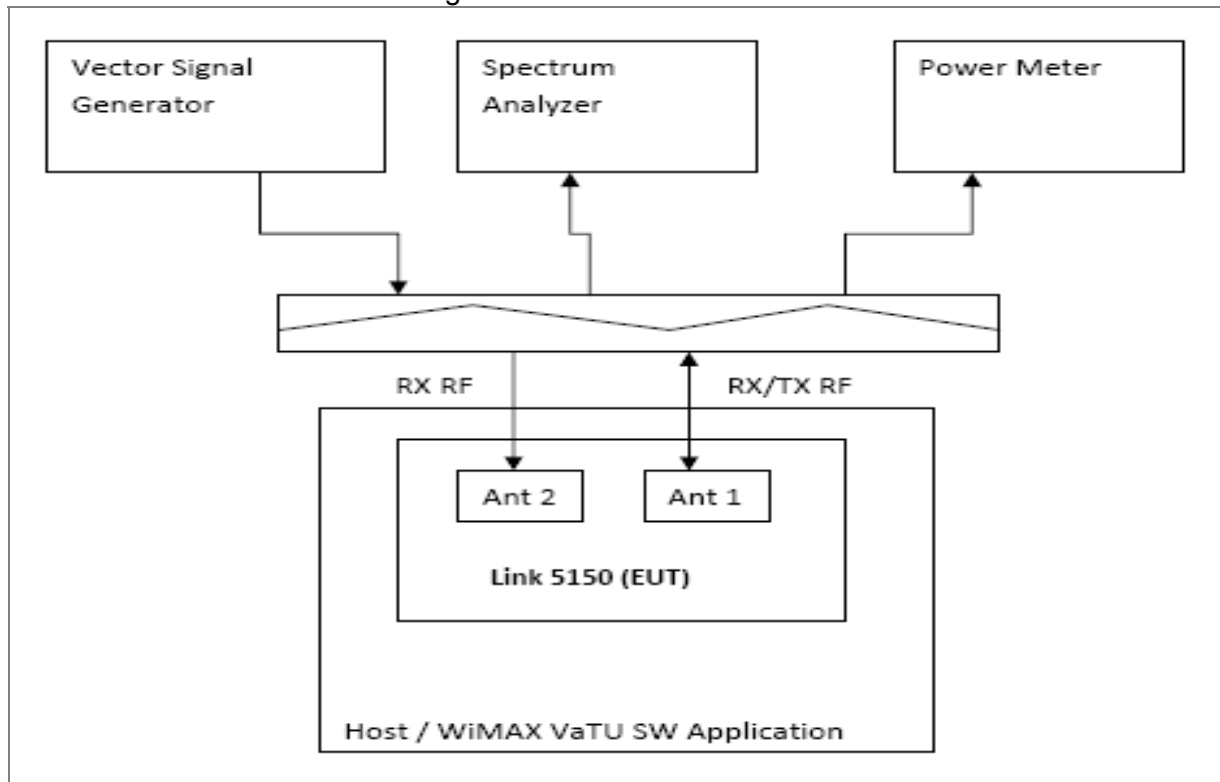 Vector Signal
Generator
Spectrum
Analyzer
Power Meter
RX RF
RX/TX RF
Ant 2
Ant 1
Link 5150 (EUT)
Host / WiMAX VaTU SW Application